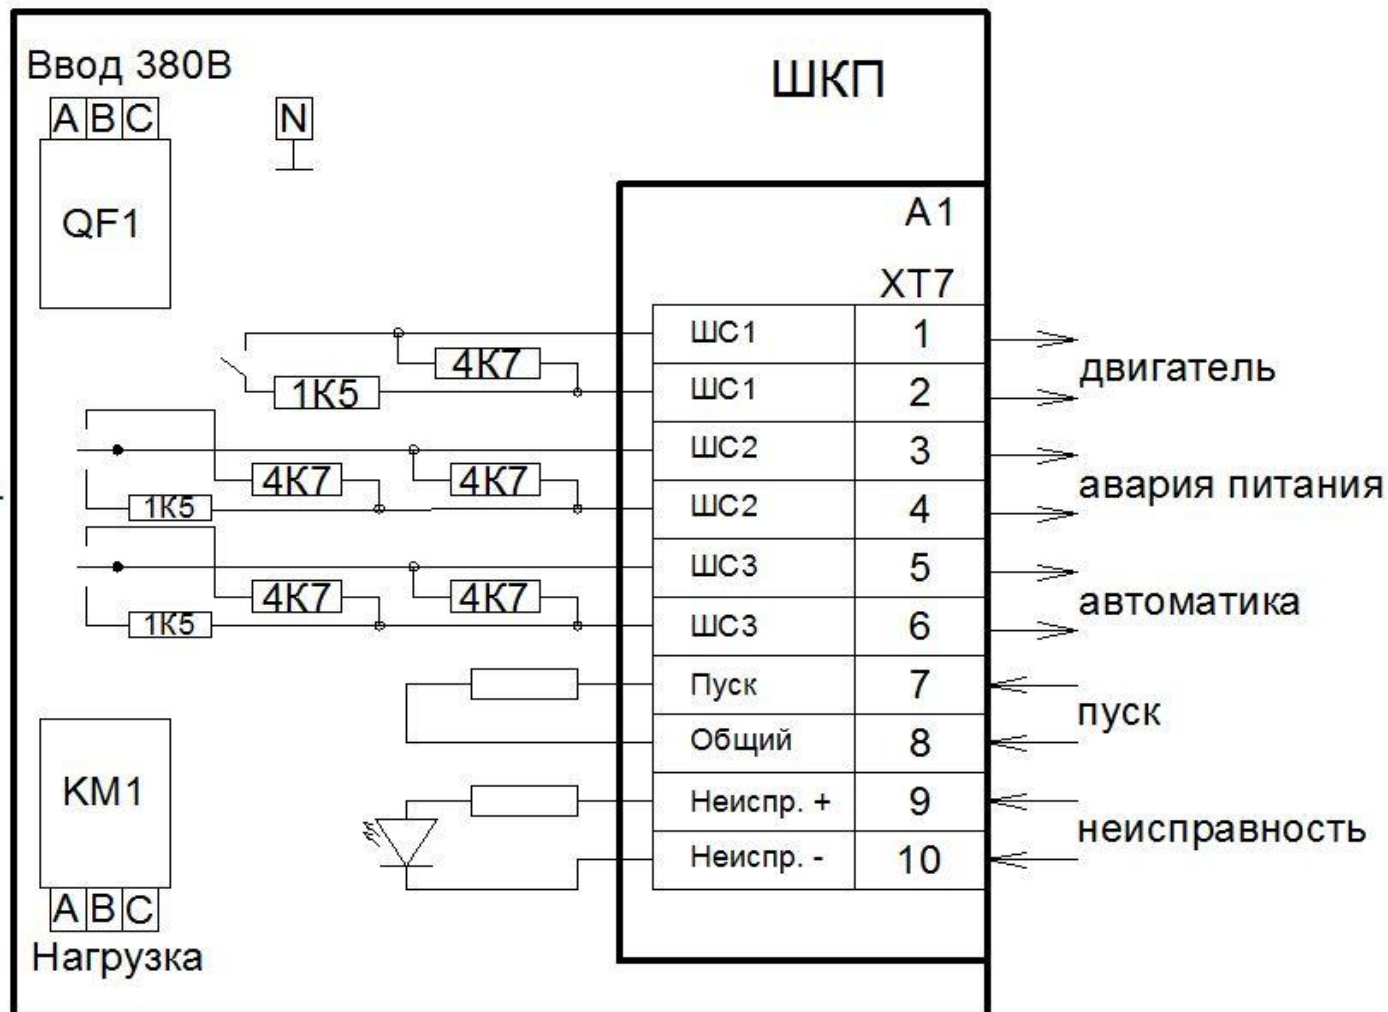 Ввод 380В
ШКП
A B C
N
QF1
A1
XT7
ШС1 1
4К7
двигатель
1К5
ШС1 2
ШС2 3
4К7 4К7
авария питания
1К5
ШС2 4
ШС3 5
4К7 4К7
автоматика
1К5
ШС3 6
Пуск 7
пуск
Общий 8
KM1
Неиспр. + 9
неисправность
Неиспр. - 10
A B C
Нагрузка